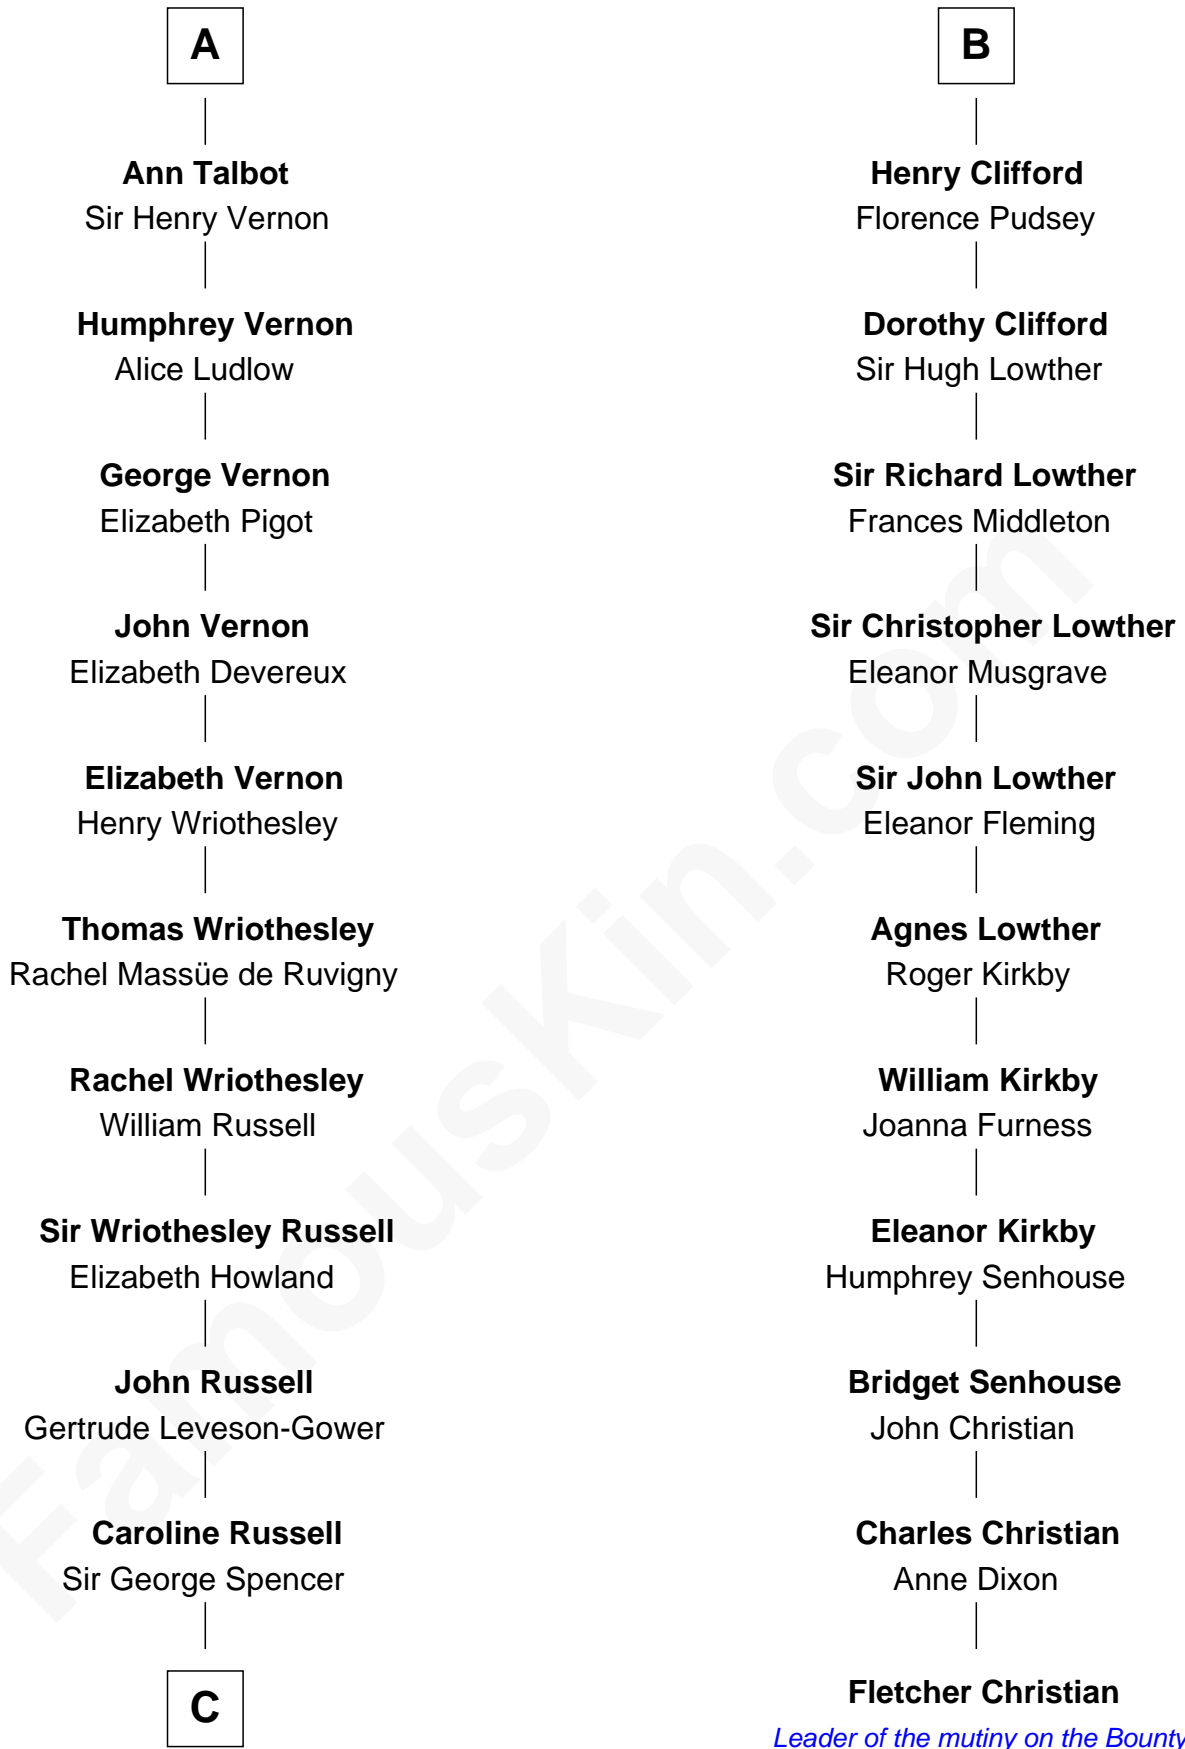 A
Ann Talbot
Sir Henry Vernon
Humphrey Vernon
Alice Ludlow
George Vernon
Elizabeth Pigot
John Vernon
Elizabeth Devereux
Elizabeth Vernon
Henry Wriothesley
Thomas Wriothesley
Rachel Massüe de Ruvigny
Rachel Wriothesley
William Russell
Sir Wriothesley Russell
Elizabeth Howland
John Russell
Gertrude Leveson-Gower
Caroline Russell
Sir George Spencer
C
B
Henry Clifford
Florence Pudsey
Dorothy Clifford
Sir Hugh Lowther
Sir Richard Lowther
Frances Middleton
Sir Christopher Lowther
Eleanor Musgrave
Sir John Lowther
Eleanor Fleming
Agnes Lowther
Roger Kirkby
William Kirkby
Joanna Furness
Eleanor Kirkby
Humphrey Senhouse
Bridget Senhouse
John Christian
Charles Christian
Anne Dixon
Fletcher Christian
Leader of the mutiny on the Bounty
FamousKin.com